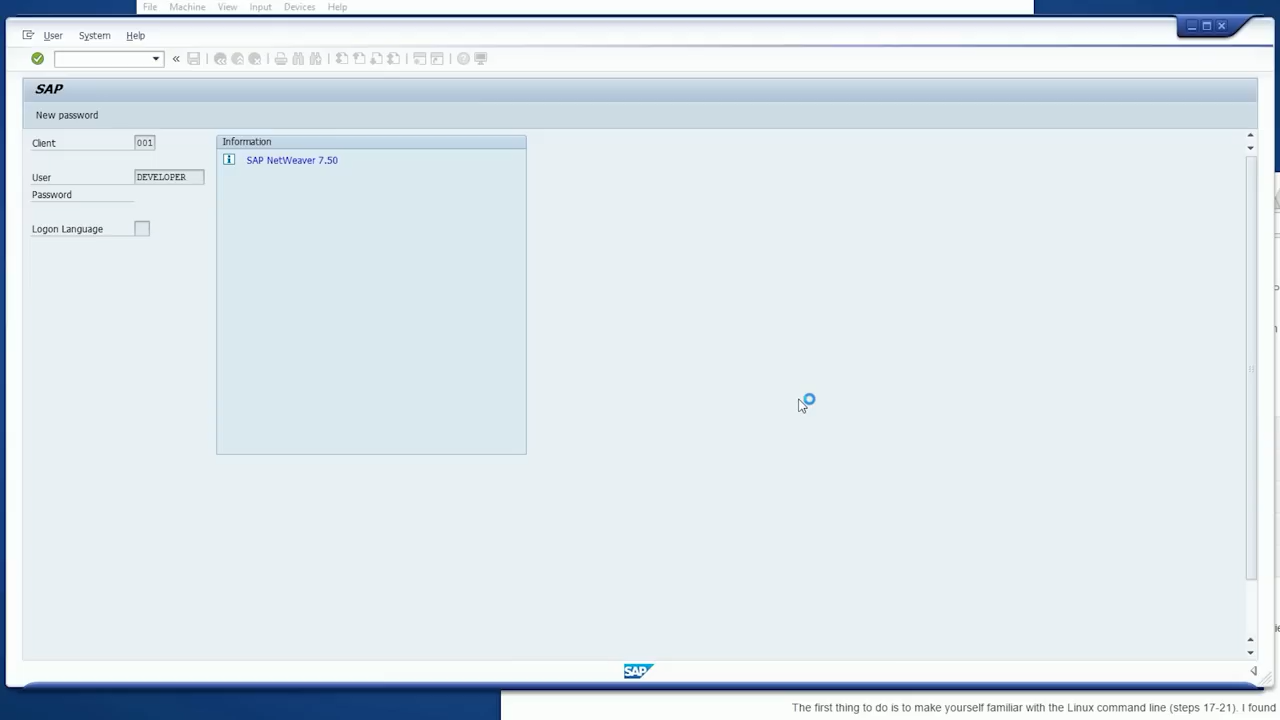 File Machine View Input Devices Help
User System Help
«
SAP
New password
Client 001
Information
i SAP NetWeaver 7.50
User DEVELOPER
Password
Logon Language
SAP
The first thing to do is to make yourself familiar with the Linux command line (steps 17-21). I found